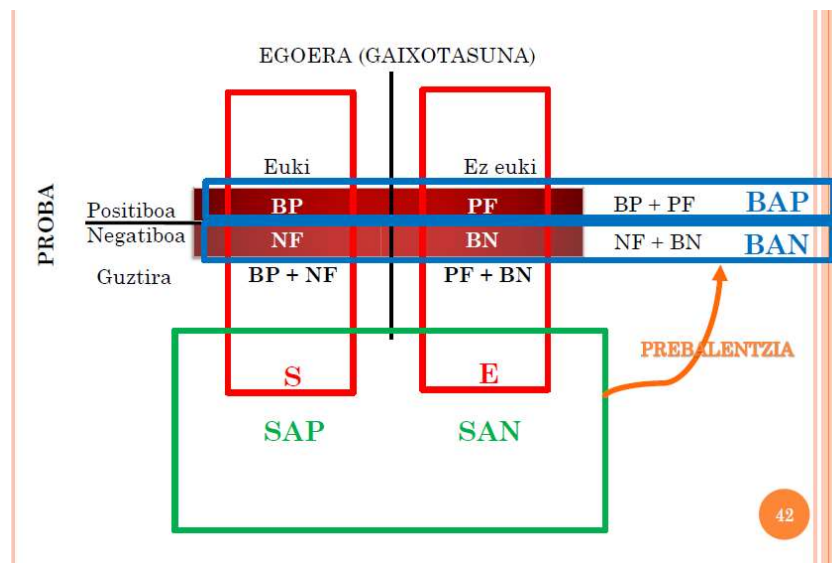 EGOERA (GAIXOTASUNA)
Euki Ez euki
PROBA
Positiboa BP PF BP + PF BAP
Negatiboa NF BN NF + BN BAN
Guztira BP + NF PF + BN
PREBALENTZIA
S E
SAP SAN
42